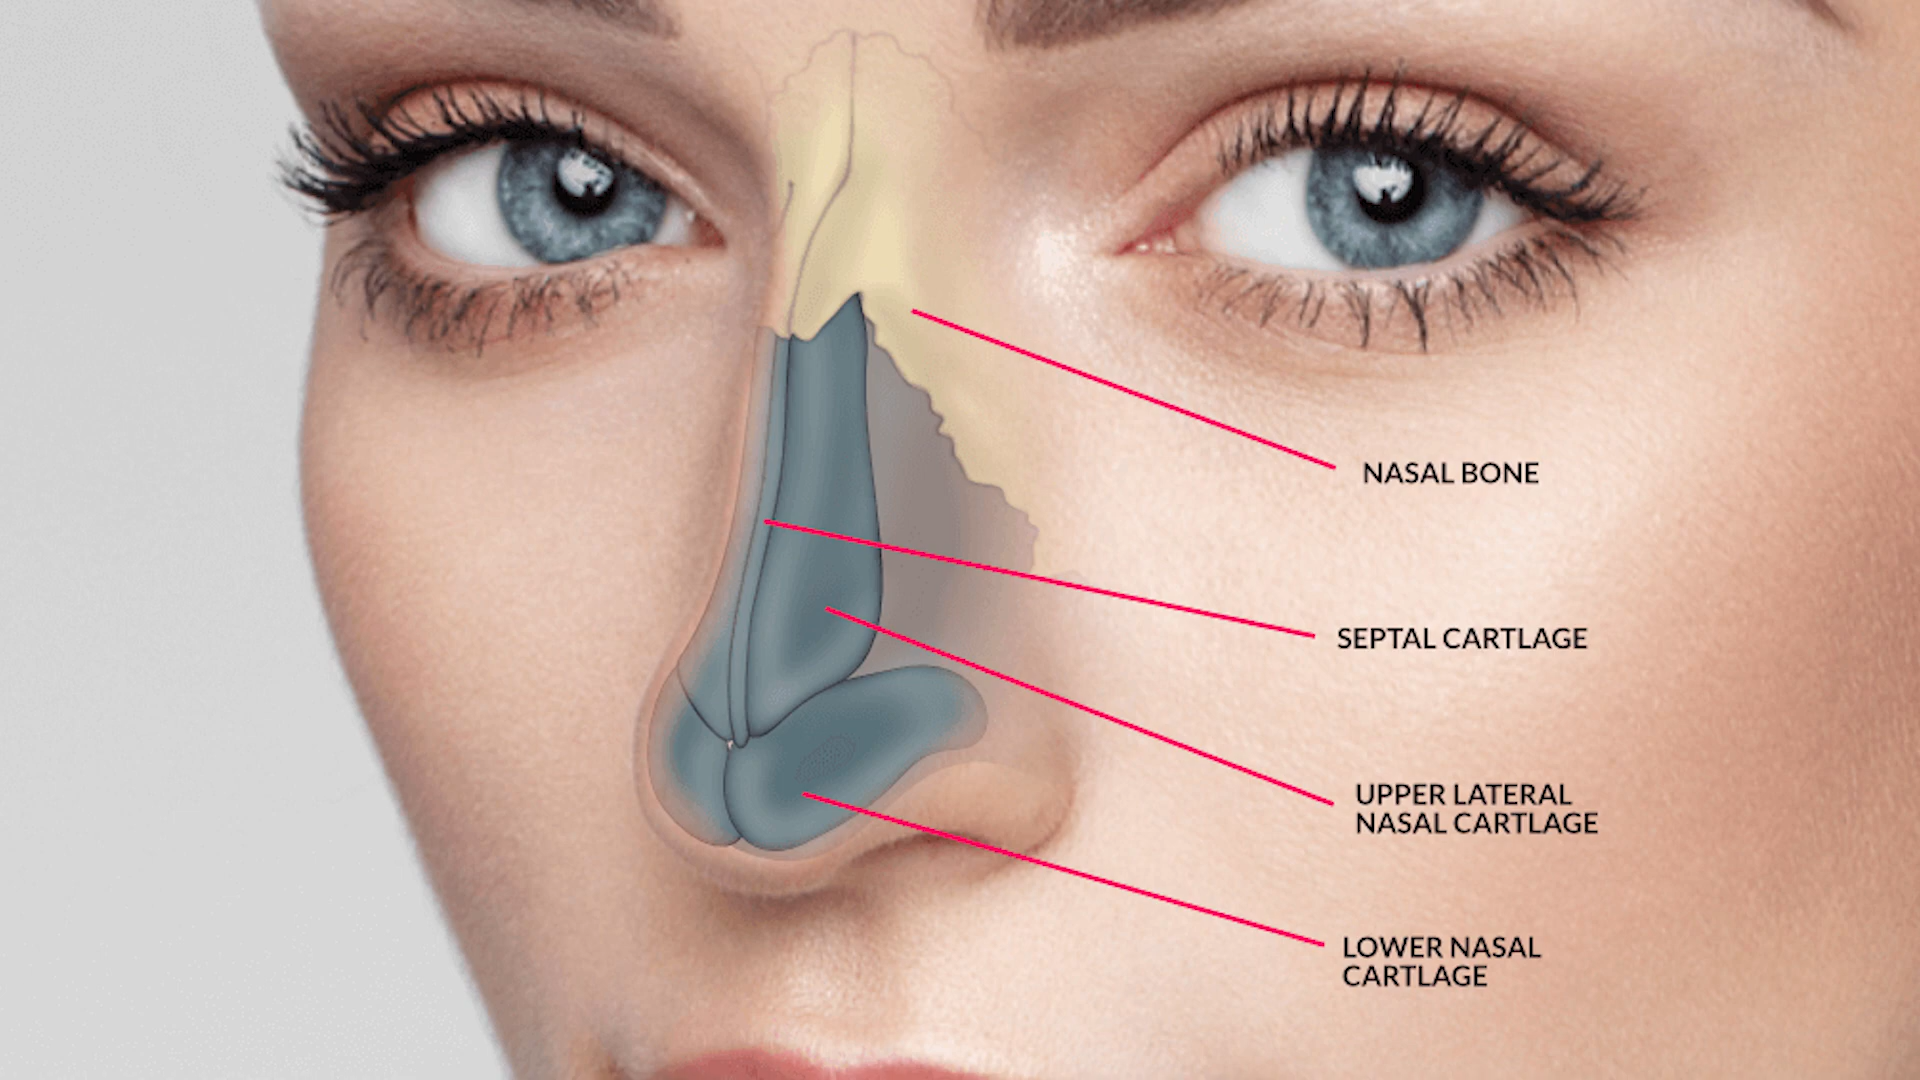 NASAL BONE
SEPTAL CARTLAGE
UPPER LATERAL
NASAL CARTLAGE
LOWER NASAL
CARTLAGE